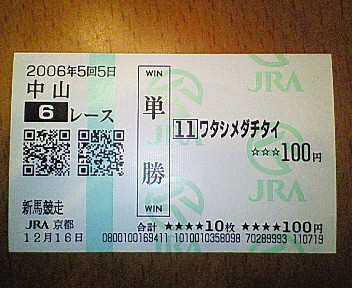 2006年5回5日
中山
6レース
新馬競走
JRA 京都
12月16日
WIN
単勝
WIN
11ワタシメダチタイ
☆☆☆100円
JRA
JRA
合計 ★★★★10枚 ★★★★100円
0800100169411 1010010358098 70289993 110719